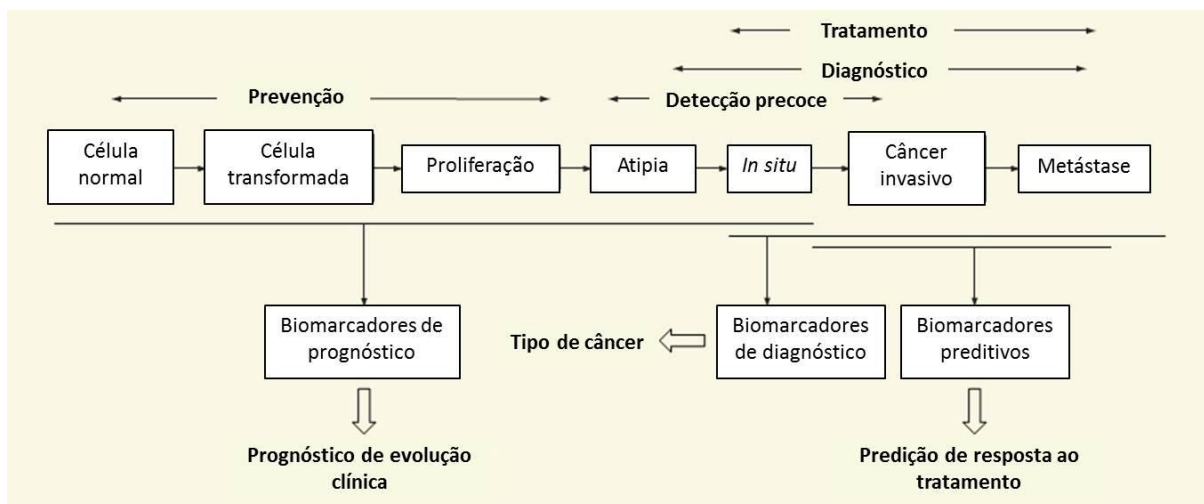 Tratamento
Diagnóstico
Prevenção
Detecção precoce
Célula
normal
Célula
transformada
Proliferação
Atipia
In situ
Câncer
invasivo
Metástase
Biomarcadores de
prognóstico
Tipo de câncer
Biomarcadores
de diagnóstico
Biomarcadores
preditivos
Prognóstico de evolução
clínica
Predição de resposta ao
tratamento